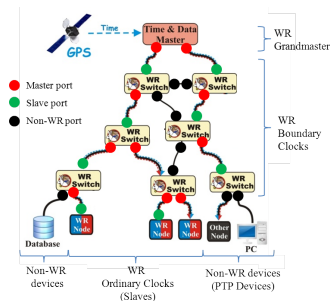 Time
GPS
Time & Data
Master
WR
Grandmaster
Master port
Slave port
Non-WR port
WR
Switch
WR
Switch
WR
Switch
WR
Switch
WR
Boundary
Clocks
WR
Switch
WR
Switch
WR
Switch
Database
WR
Node
WR
Node
WR
Node
Other
Node
PC
Non-WR
devices
WR
Ordinary Clocks
(Slaves)
Non-WR devices
(PTP Devices)